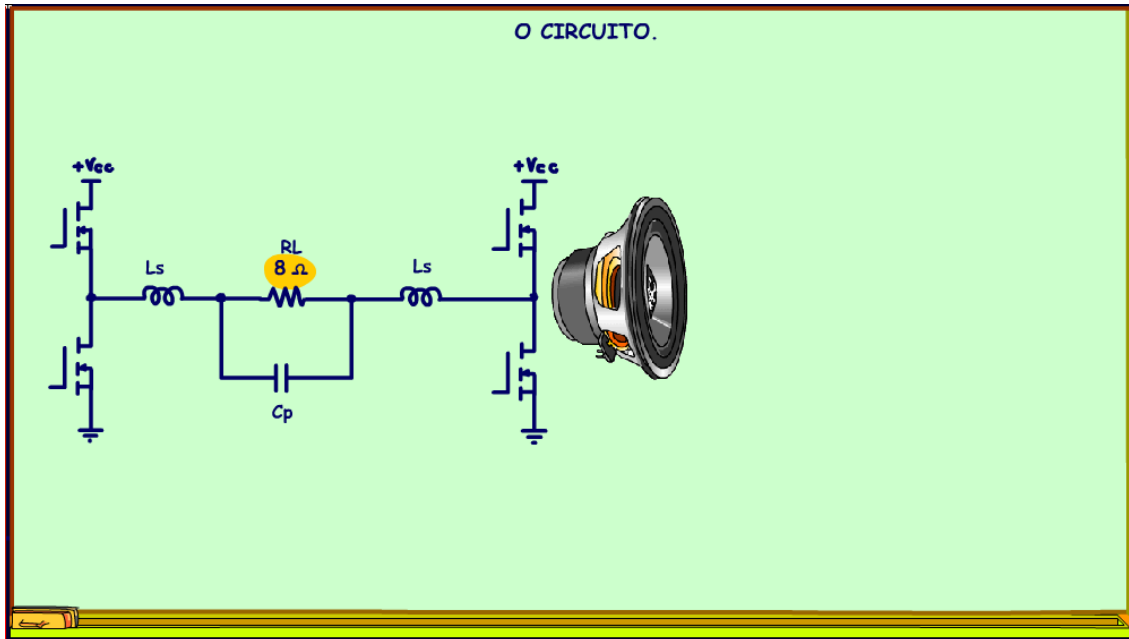 O CIRCUITO.
+Vcc
+Vcc
RL
8 Ω
Ls
Ls
Cp